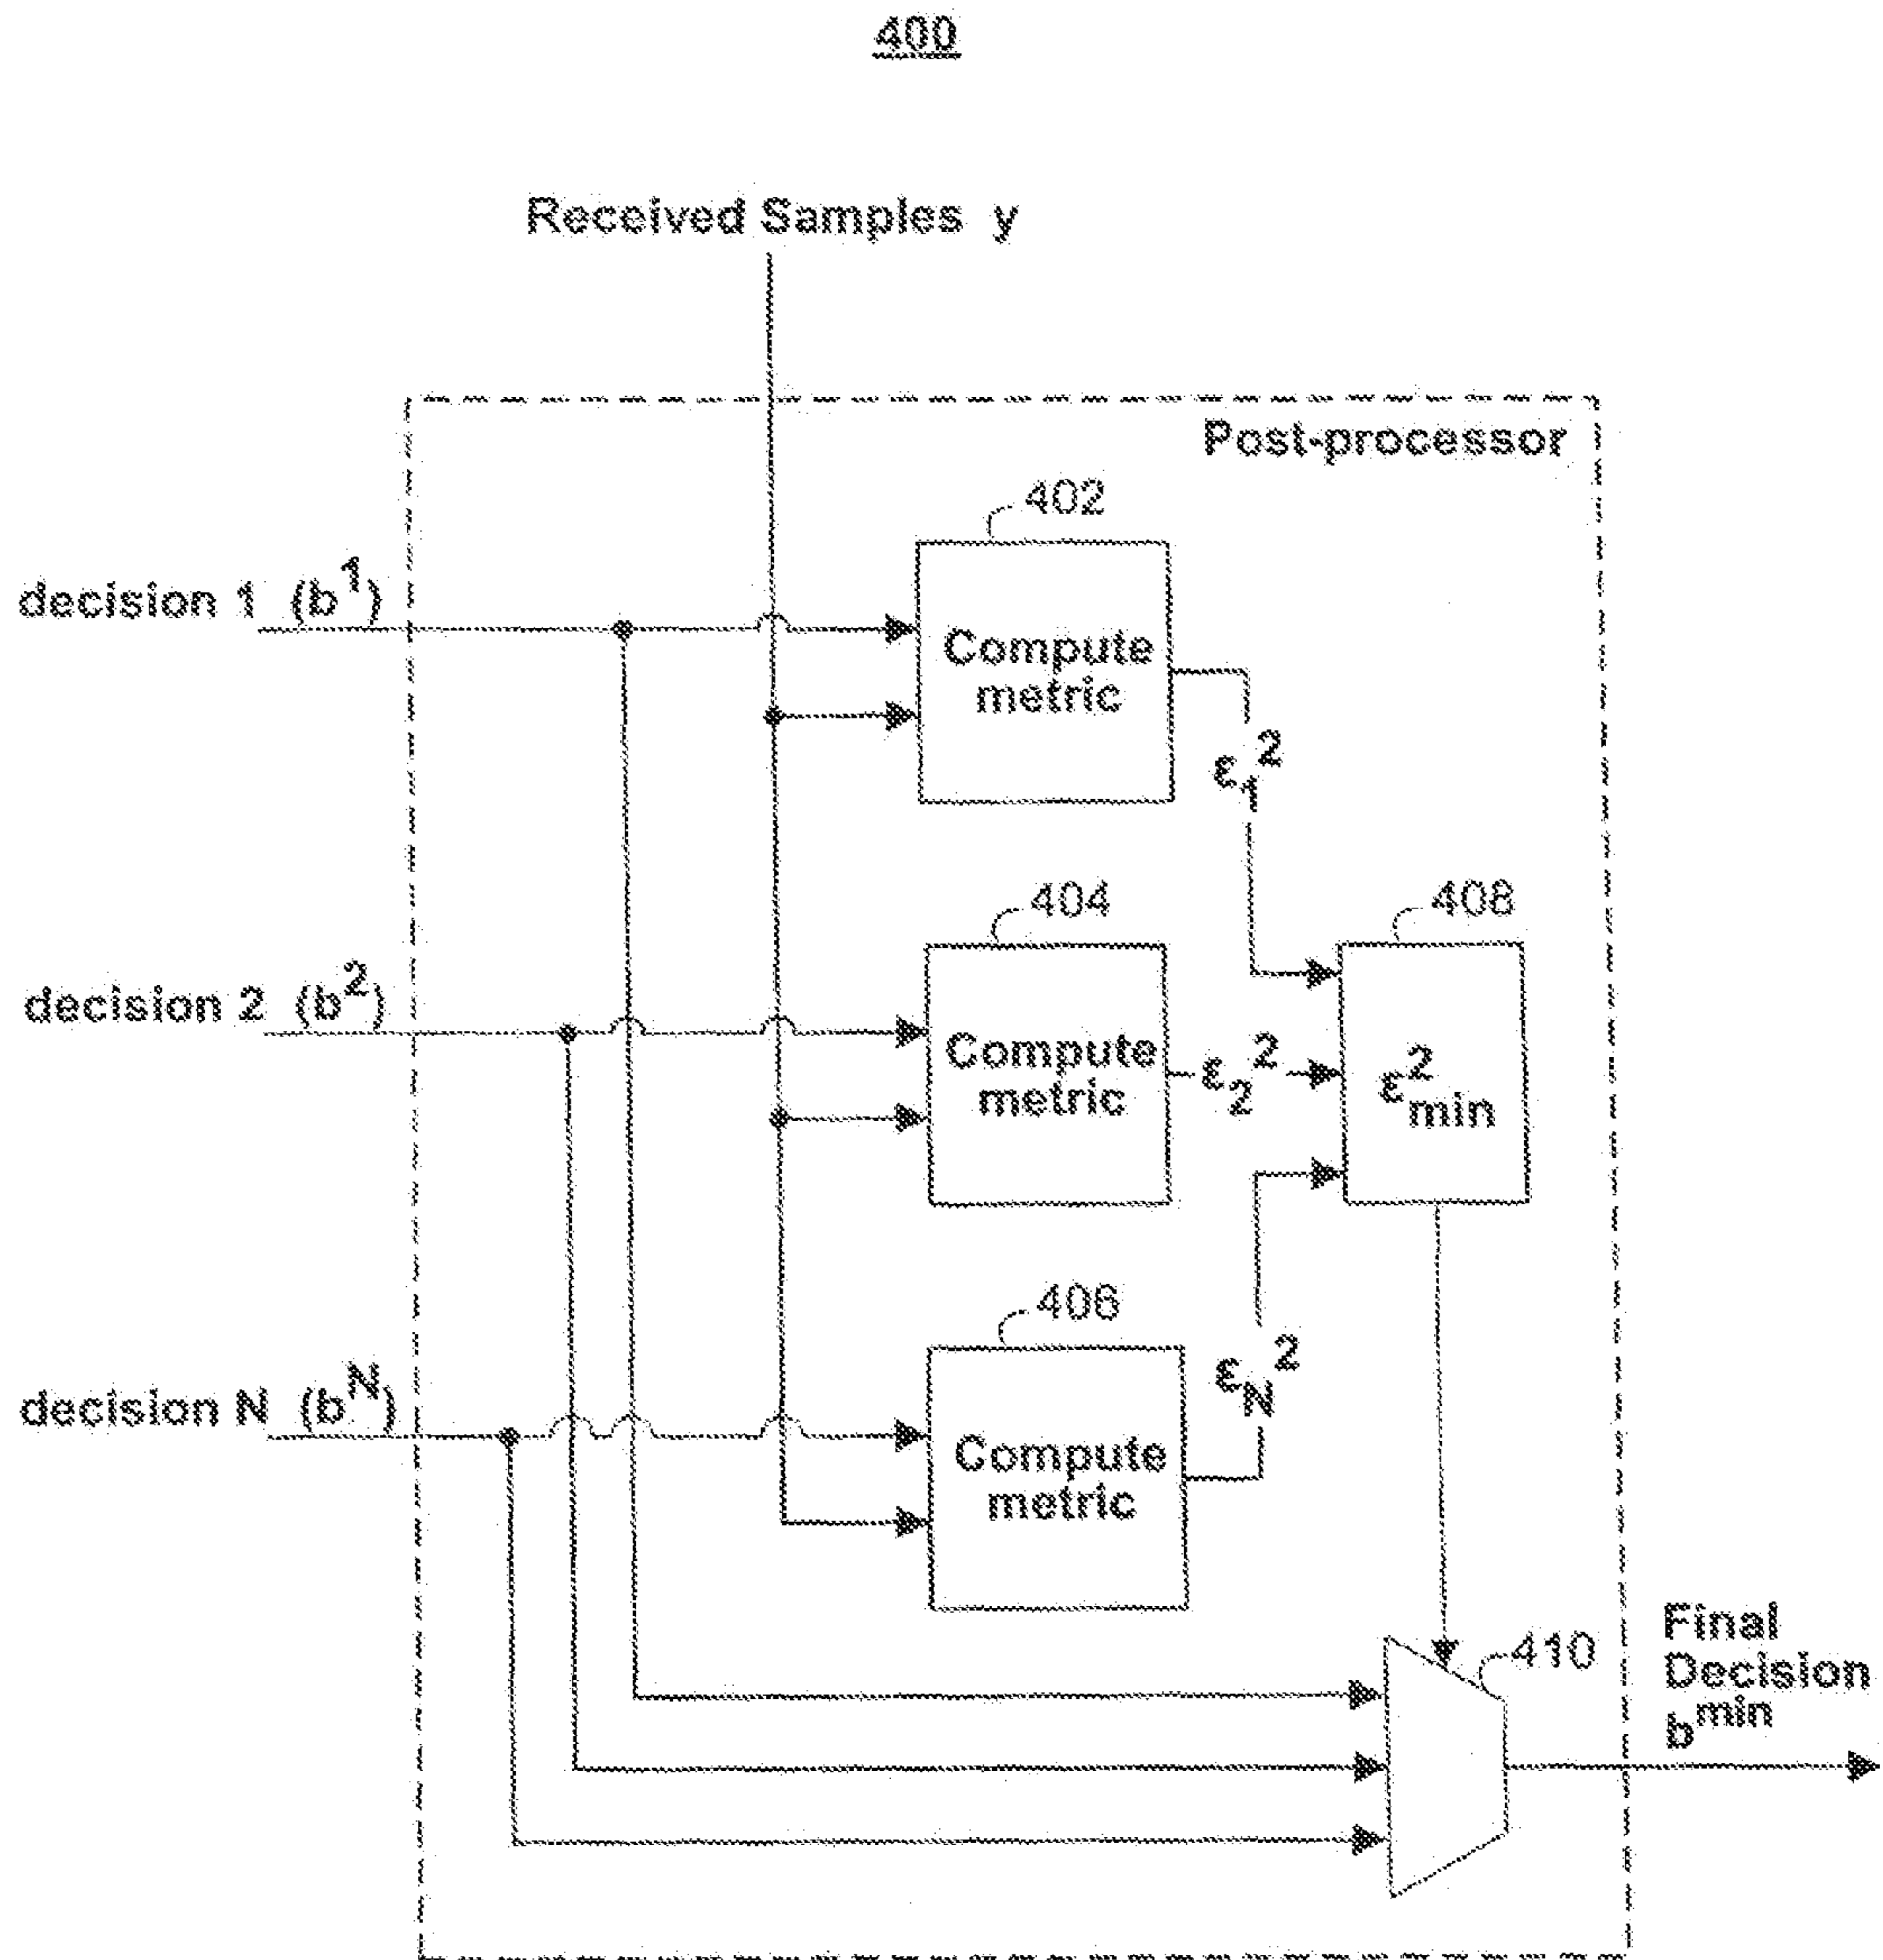 400
Received Samples y
Post-processor
402
decision 1 (b¹)
Compute
metric
ε₁²
404
408
decision 2 (b²)
Compute
metric
ε₂²
ε²min
406
decision N (bᴺ)
Compute
metric
εN²
410
Final
Decision
bᵐⁱⁿ